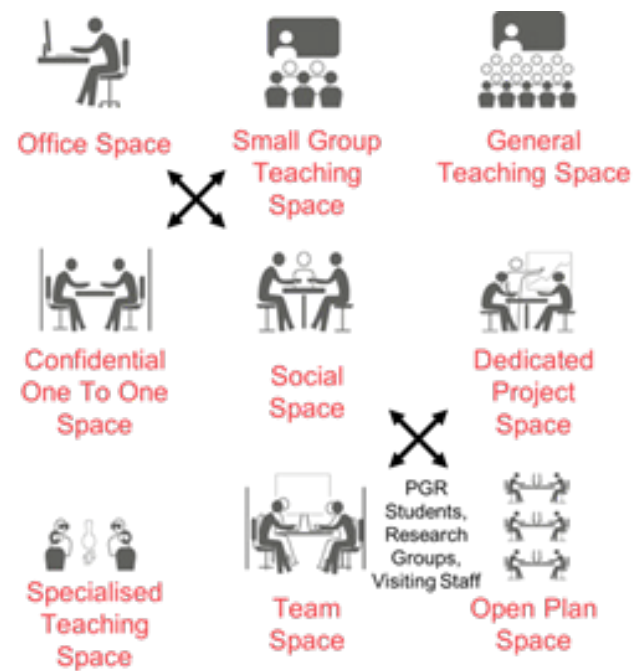 Office Space
Small Group
Teaching
Space
General
Teaching Space
Confidential
One To One
Space
Social
Space
Dedicated
Project
Space
Specialised
Teaching
Space
Team
Space
PGR
Students,
Research
Groups,
Visiting Staff
Open Plan
Space